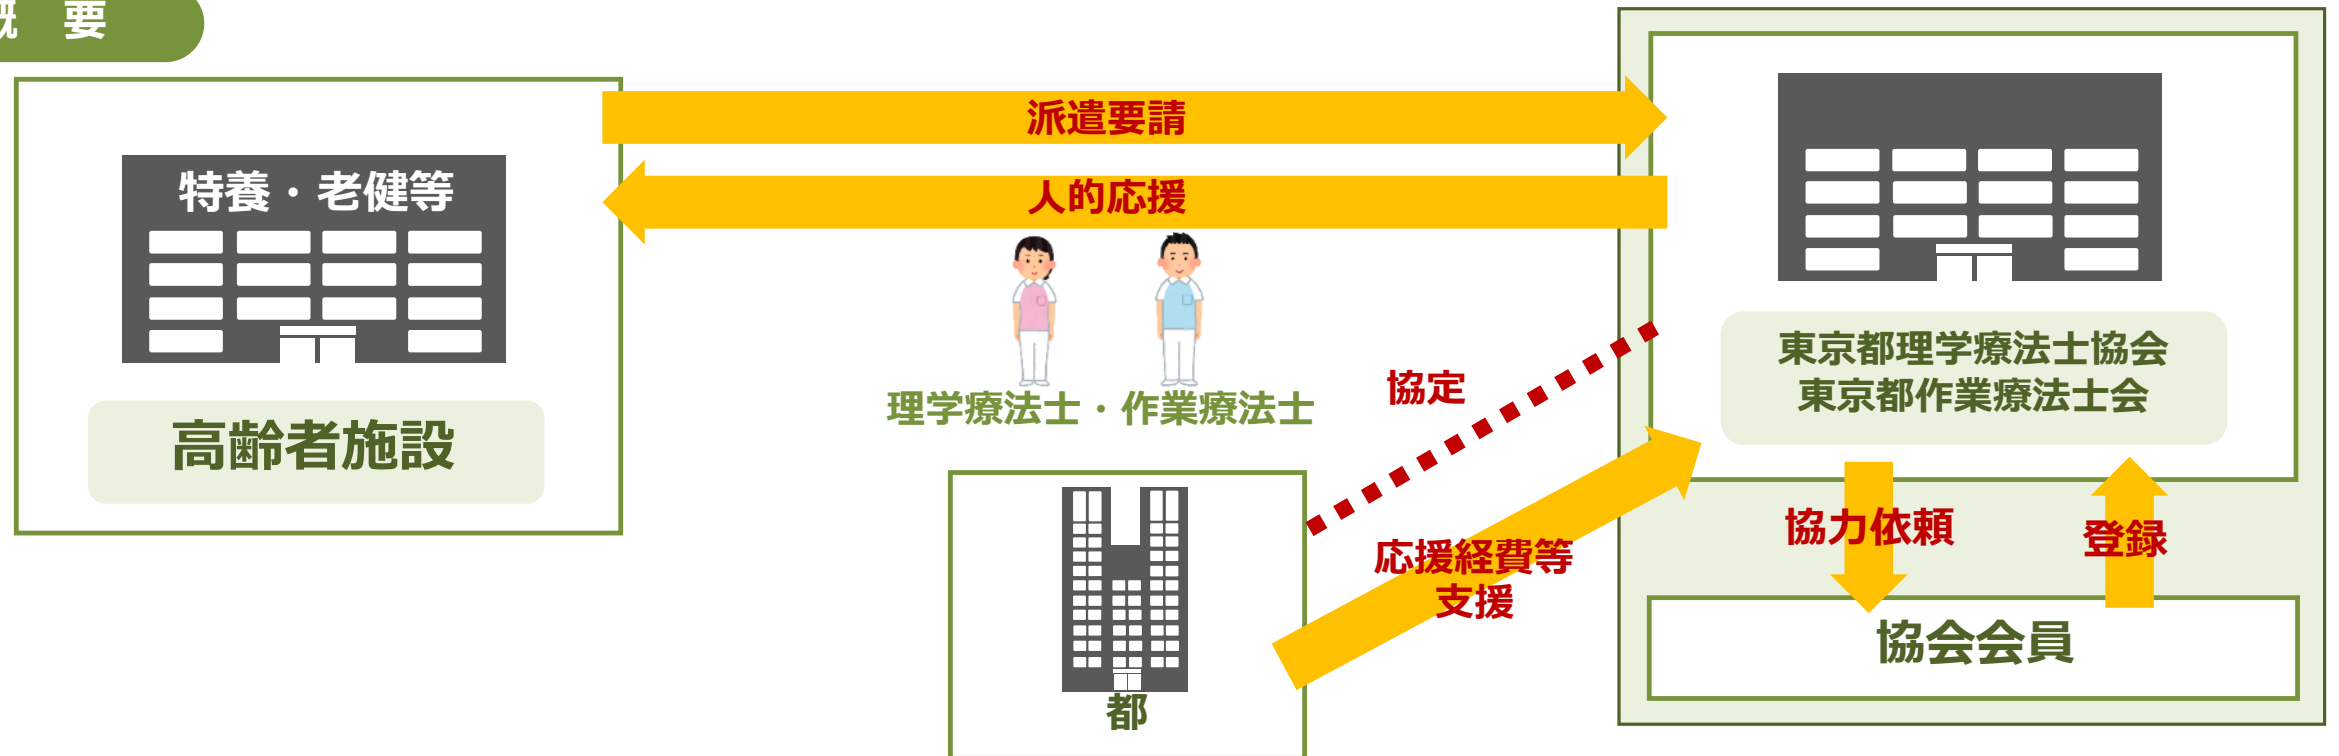 概　要
派遣要請
人的応援
特養・老健等
高齢者施設
理学療法士・作業療法士
東京都理学療法士協会
東京都作業療法士会
協定
応援経費等
支援
協力依頼
登録
協会会員
都